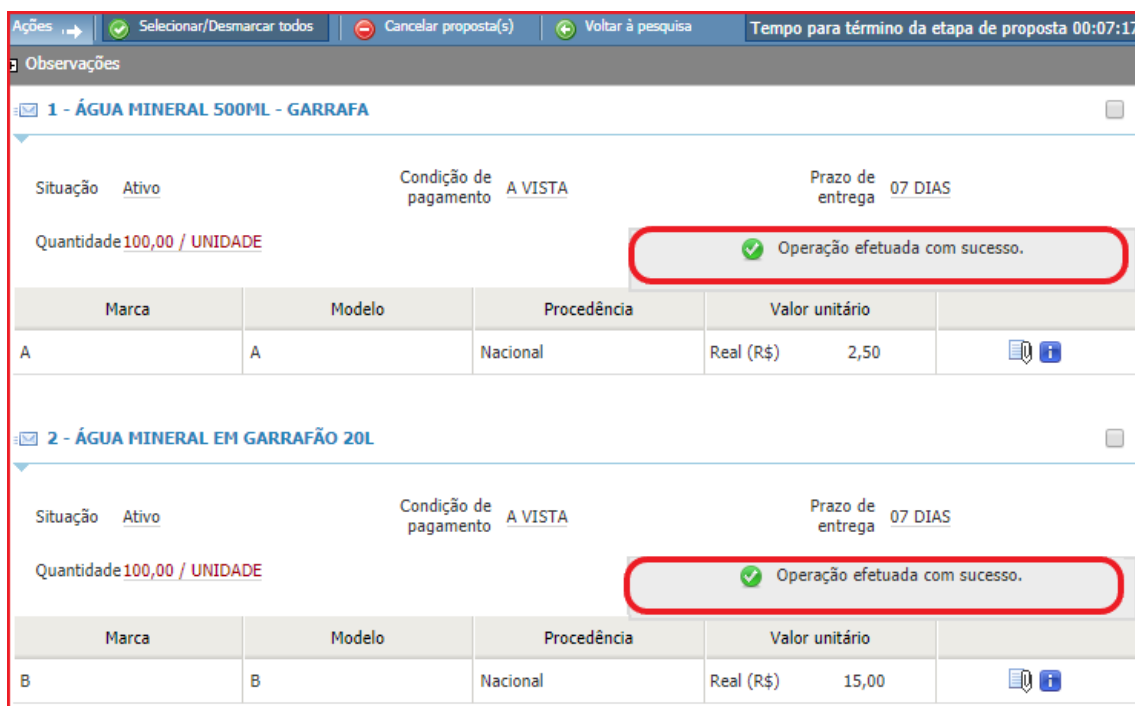 Ações Selecionar/Desmarcar todos Cancelar proposta(s) Voltar à pesquisa Tempo para término da etapa de proposta 00:07:17
Observações
1 - ÁGUA MINERAL 500ML - GARRAFA
Situação Ativo Condição de pagamento A VISTA Prazo de entrega 07 DIAS
Quantidade 100,00 / UNIDADE Operação efetuada com sucesso.
Marca Modelo Procedência Valor unitário
A A Nacional Real (R$) 2,50
2 - ÁGUA MINERAL EM GARRAFÃO 20L
Situação Ativo Condição de pagamento A VISTA Prazo de entrega 07 DIAS
Quantidade 100,00 / UNIDADE Operação efetuada com sucesso.
Marca Modelo Procedência Valor unitário
B B Nacional Real (R$) 15,00